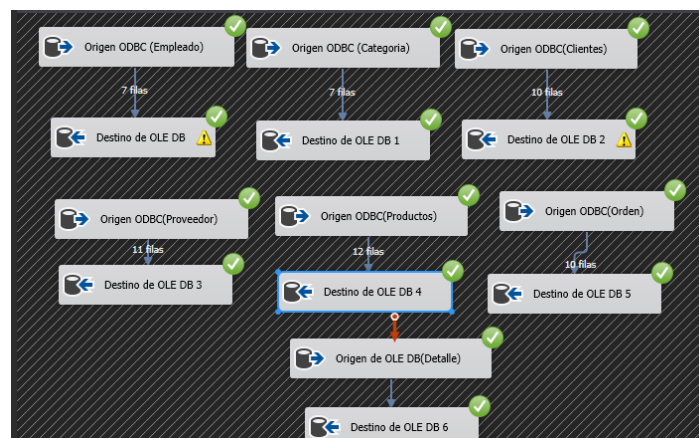 Origen ODBC (Empleado)
Origen ODBC (Categoria)
Origen ODBC(Clientes)
7 filas
7 filas
10 filas
Destino de OLE DB
Destino de OLE DB 1
Destino de OLE DB 2
Origen ODBC(Proveedor)
Origen ODBC(Productos)
Origen ODBC(Orden)
11 filas
12 filas
10 filas
Destino de OLE DB 3
Destino de OLE DB 4
Destino de OLE DB 5
Origen de OLE DB(Detalle)
Destino de OLE DB 6